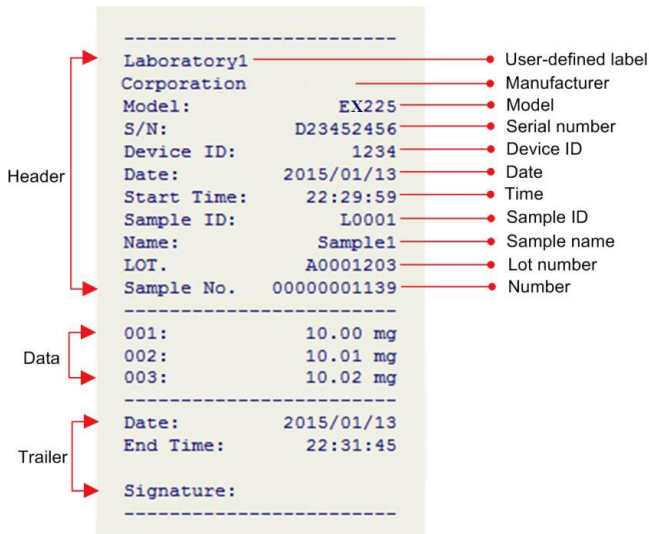 ------------------------
Laboratory1 User-defined label
Corporation Manufacturer
Model: EX225 Model
S/N: D23452456 Serial number
Device ID: 1234 Device ID
Date: 2015/01/13 Date
Start Time: 22:29:59 Time
Sample ID: L0001 Sample ID
Name: Sample1 Sample name
LOT. A0001203 Lot number
Sample No. 00000001139 Number
Header
------------------------
001: 10.00 mg
002: 10.01 mg
003: 10.02 mg
Data
------------------------
Date: 2015/01/13
End Time: 22:31:45
Signature:
Trailer
------------------------